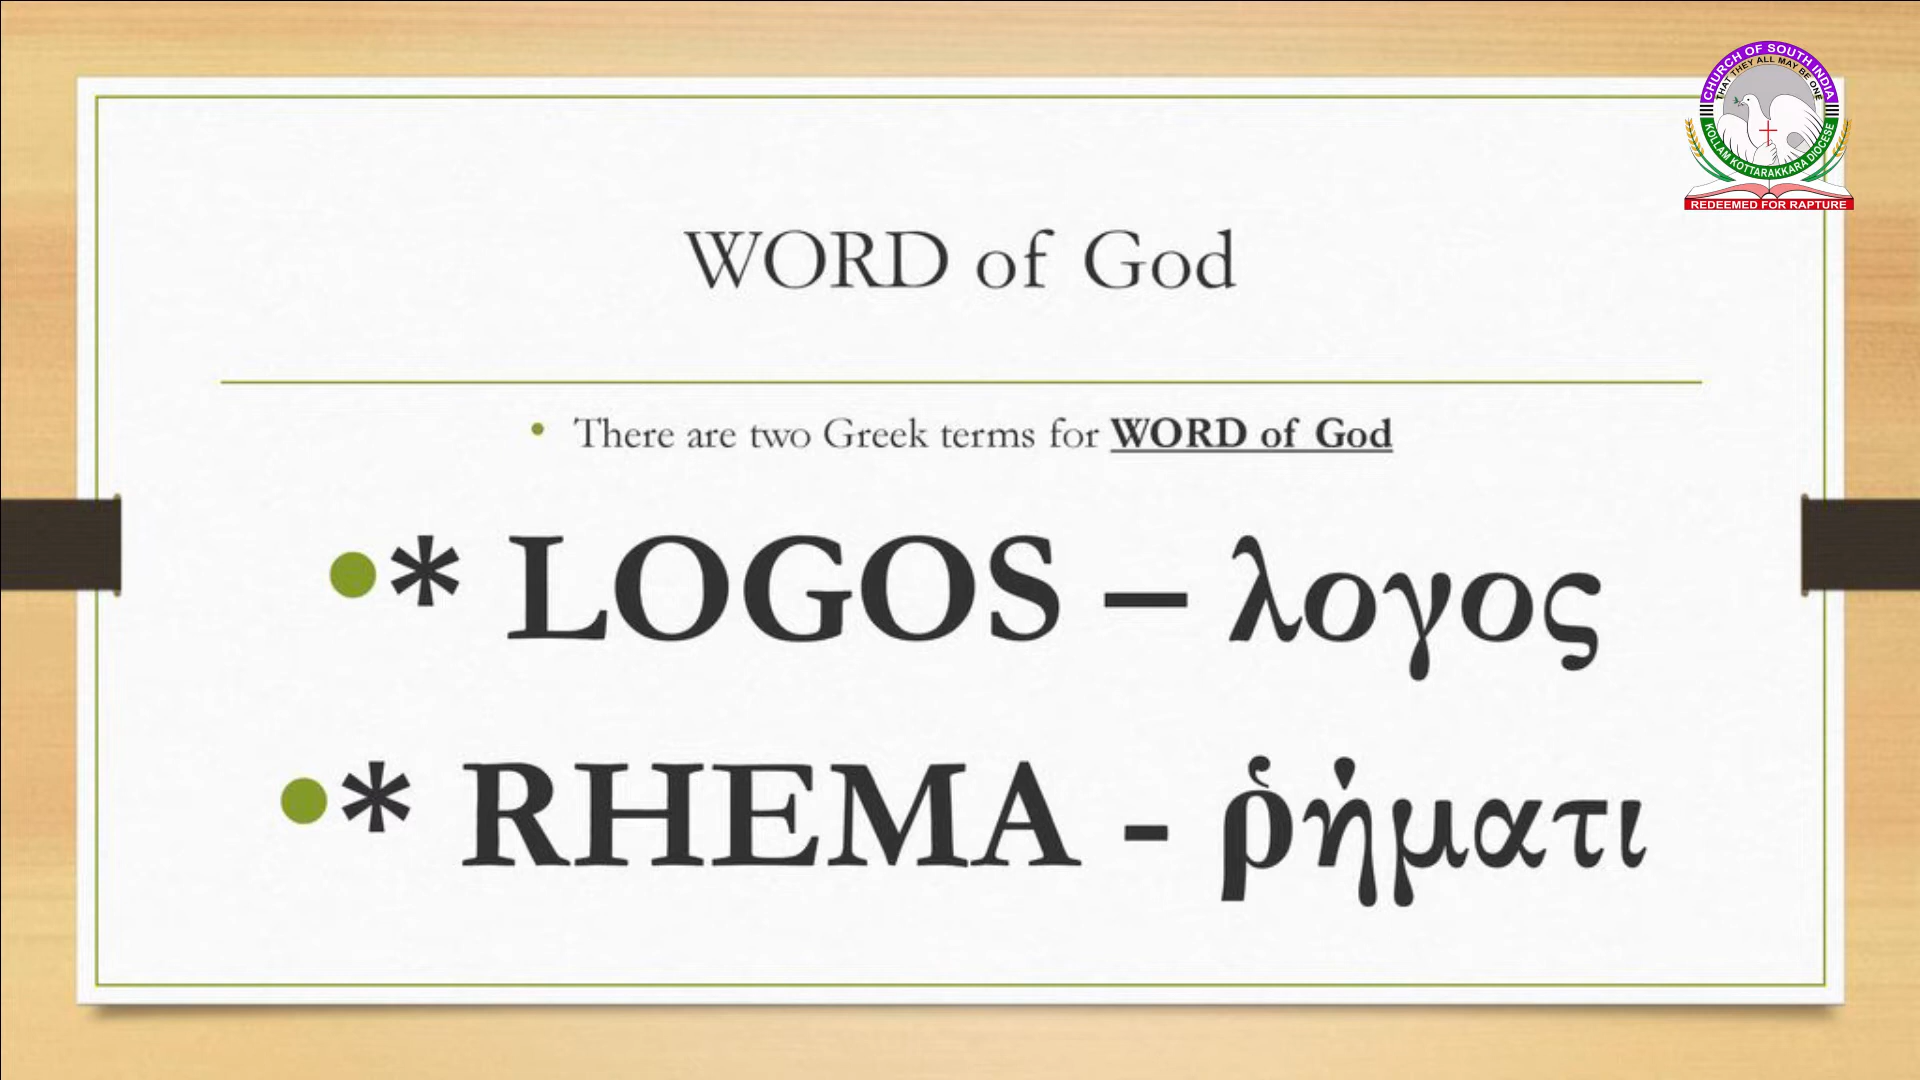 CHURCH OF SOUTH INDIA
THAT THEY ALL MAY BE ONE
KOLLAM KOTTARAKKARA DIOCESE
REDEEMED FOR RAPTURE
WORD of God
• There are two Greek terms for WORD of God
•* LOGOS – λογος
•* RHEMA - ῥήματι